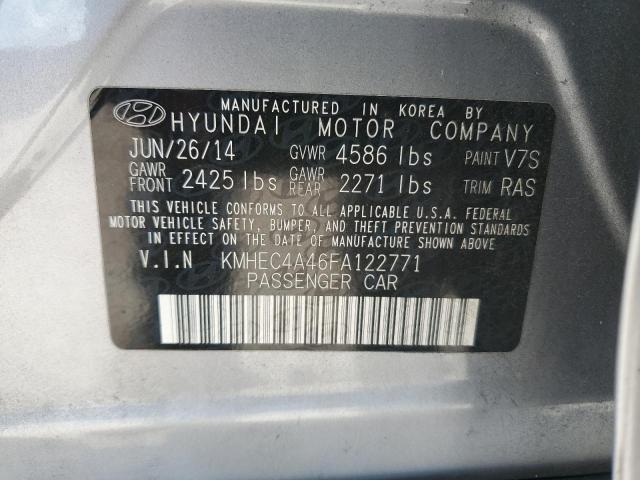 MANUFACTURED IN KOREA BY
HYUNDAI MOTOR COMPANY
JUN/26/14 GVWR 4586 lbs PAINT V7S
GAWR FRONT 2425 lbs GAWR REAR 2271 lbs TRIM RAS
THIS VEHICLE CONFORMS TO ALL APPLICABLE U.S.A. FEDERAL
MOTOR VEHICLE SAFETY, BUMPER, AND THEFT PREVENTION STANDARDS
IN EFFECT ON THE DATE OF MANUFACTURE SHOWN ABOVE
V.I.N KMHEC4A46FA122771
PASSENGER CAR